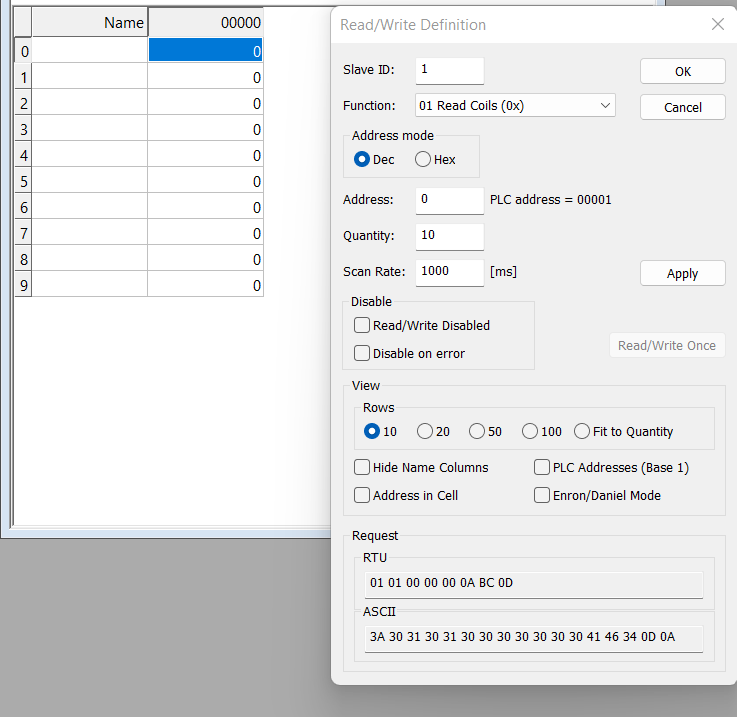 Name 00000
0 0
1 0
2 0
3 0
4 0
5 0
6 0
7 0
8 0
9 0
Read/Write Definition
Slave ID: 1 OK
Function: 01 Read Coils (0x) Cancel
Address mode
Dec Hex
Address: 0 PLC address = 00001
Quantity: 10
Scan Rate: 1000 [ms] Apply
Disable
Read/Write Disabled
Disable on error
Read/Write Once
View
Rows
10 20 50 100 Fit to Quantity
Hide Name Columns PLC Addresses (Base 1)
Address in Cell Enron/Daniel Mode
Request
RTU
01 01 00 00 00 0A BC 0D
ASCII
3A 30 31 30 31 30 30 30 30 30 30 30 41 46 34 0D 0A